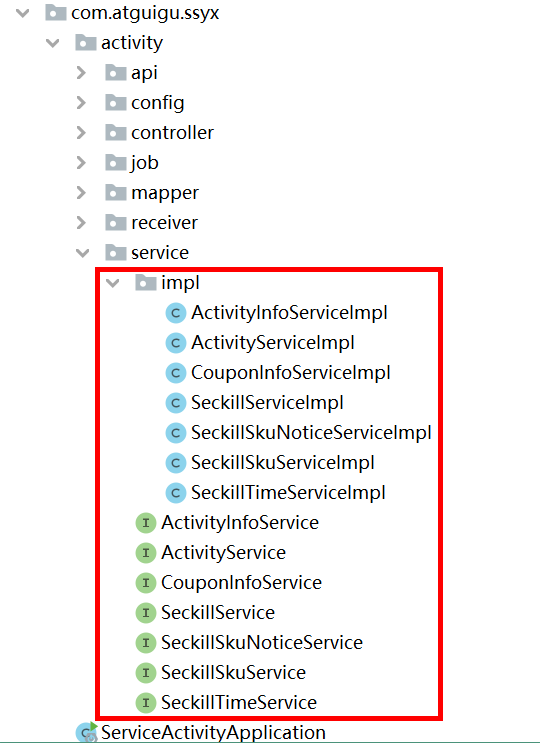 com.atguigu.ssyx
activity
api
config
controller
job
mapper
receiver
service
impl
C ActivityInfoServiceImpl
C ActivityServiceImpl
C CouponInfoServiceImpl
C SeckillServiceImpl
C SeckillSkuNoticeServiceImpl
C SeckillSkuServiceImpl
C SeckillTimeServiceImpl
I ActivityInfoService
I ActivityService
I CouponInfoService
I SeckillService
I SeckillSkuNoticeService
I SeckillSkuService
I SeckillTimeService
C ServiceActivityApplication